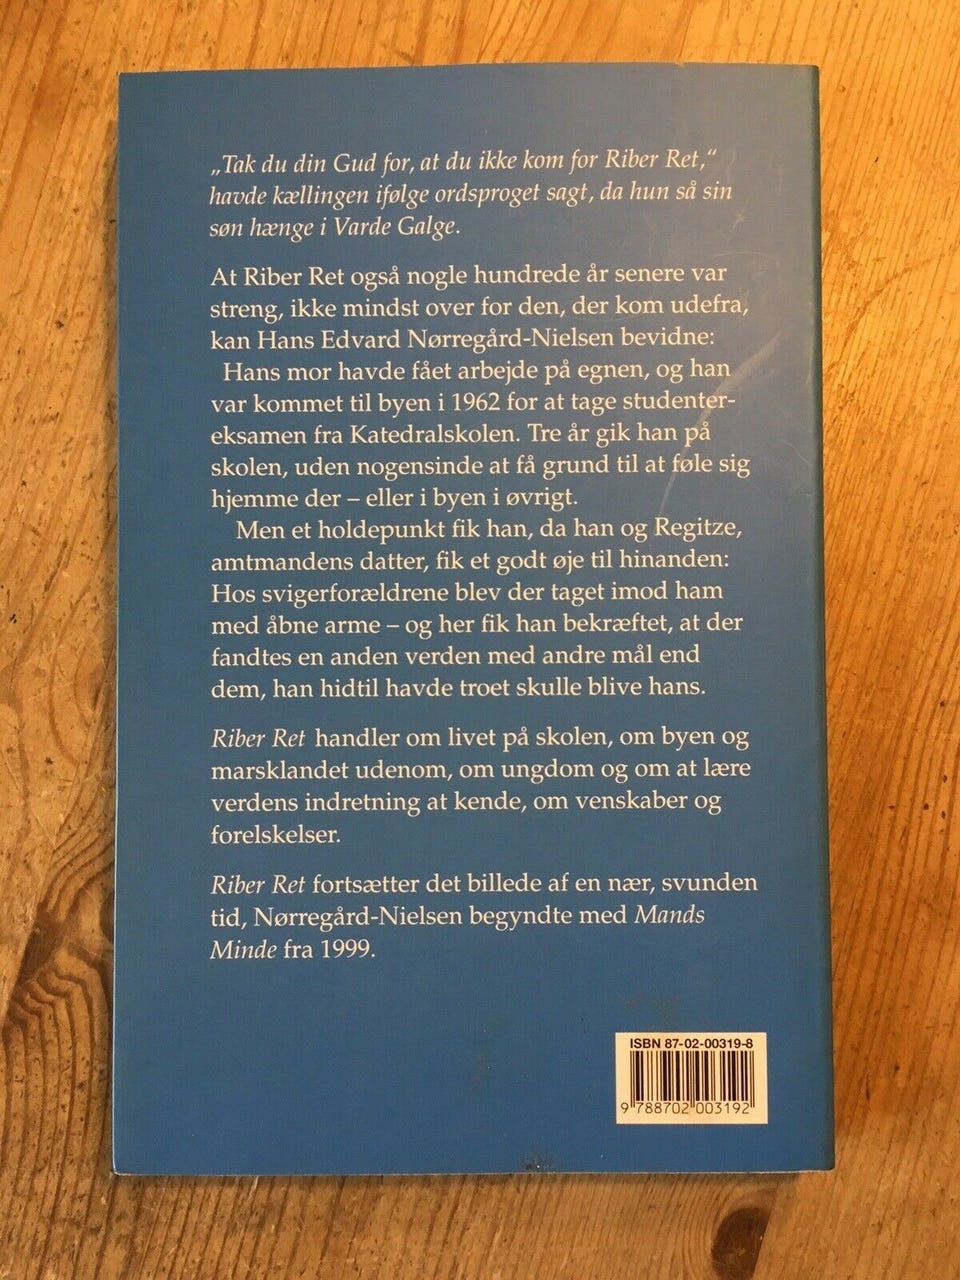 „Tak du din Gud for, at du ikke kom for Riber Ret,“
havde kællingen ifølge ordsproget sagt, da hun så sin
søn hænge i Varde Galge.
At Riber Ret også nogle hundrede år senere var
streng, ikke mindst over for den, der kom udefra,
kan Hans Edvard Nørregård-Nielsen bevidne:
Hans mor havde fået arbejde på egnen, og han
var kommet til byen i 1962 for at tage studenter-
eksamen fra Katedralskolen. Tre år gik han på
skolen, uden nogensinde at få grund til at føle sig
hjemme der – eller i byen i øvrigt.
Men et holdepunkt fik han, da han og Regitze,
amtmandens datter, fik et godt øje til hinanden:
Hos svigerforældrene blev der taget imod ham
med åbne arme – og her fik han bekræftet, at der
fandtes en anden verden med andre mål end
dem, han hidtil havde troet skulle blive hans.
Riber Ret handler om livet på skolen, om byen og
marsklandet udenom, om ungdom og om at lære
verdens indretning at kende, om venskaber og
forelskelser.
Riber Ret fortsætter det billede af en nær, svunden
tid, Nørregård-Nielsen begyndte med Mands
Minde fra 1999.
ISBN 87-02-00319-8
9 788702 003192